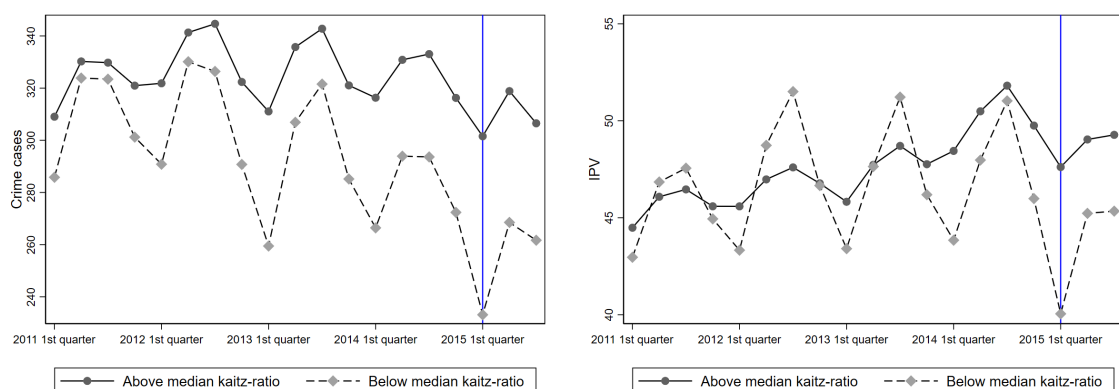 340
320
300
280
260
240
Crime cases
2011 1st quarter 2012 1st quarter 2013 1st quarter 2014 1st quarter 2015 1st quarter
Above median kaitz-ratio Below median kaitz-ratio
55
50
45
40
IPV
2011 1st quarter 2012 1st quarter 2013 1st quarter 2014 1st quarter 2015 1st quarter
Above median kaitz-ratio Below median kaitz-ratio